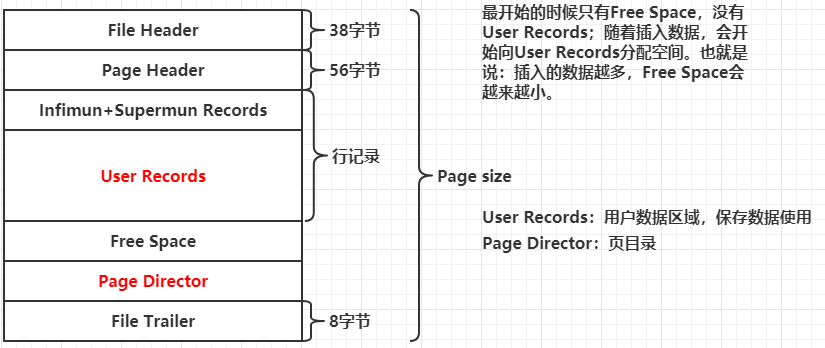 File Header
38字节
Page Header
56字节
Infimun+Supermun Records
行记录
User Records
Free Space
Page Director
File Trailer
8字节
Page size
最开始的时候只有Free Space，没有
User Records；随着插入数据，会开
始向User Records分配空间。也就是
说：插入的数据越多，Free Space会
越来越小。
User Records：用户数据区域，保存数据使用
Page Director：页目录